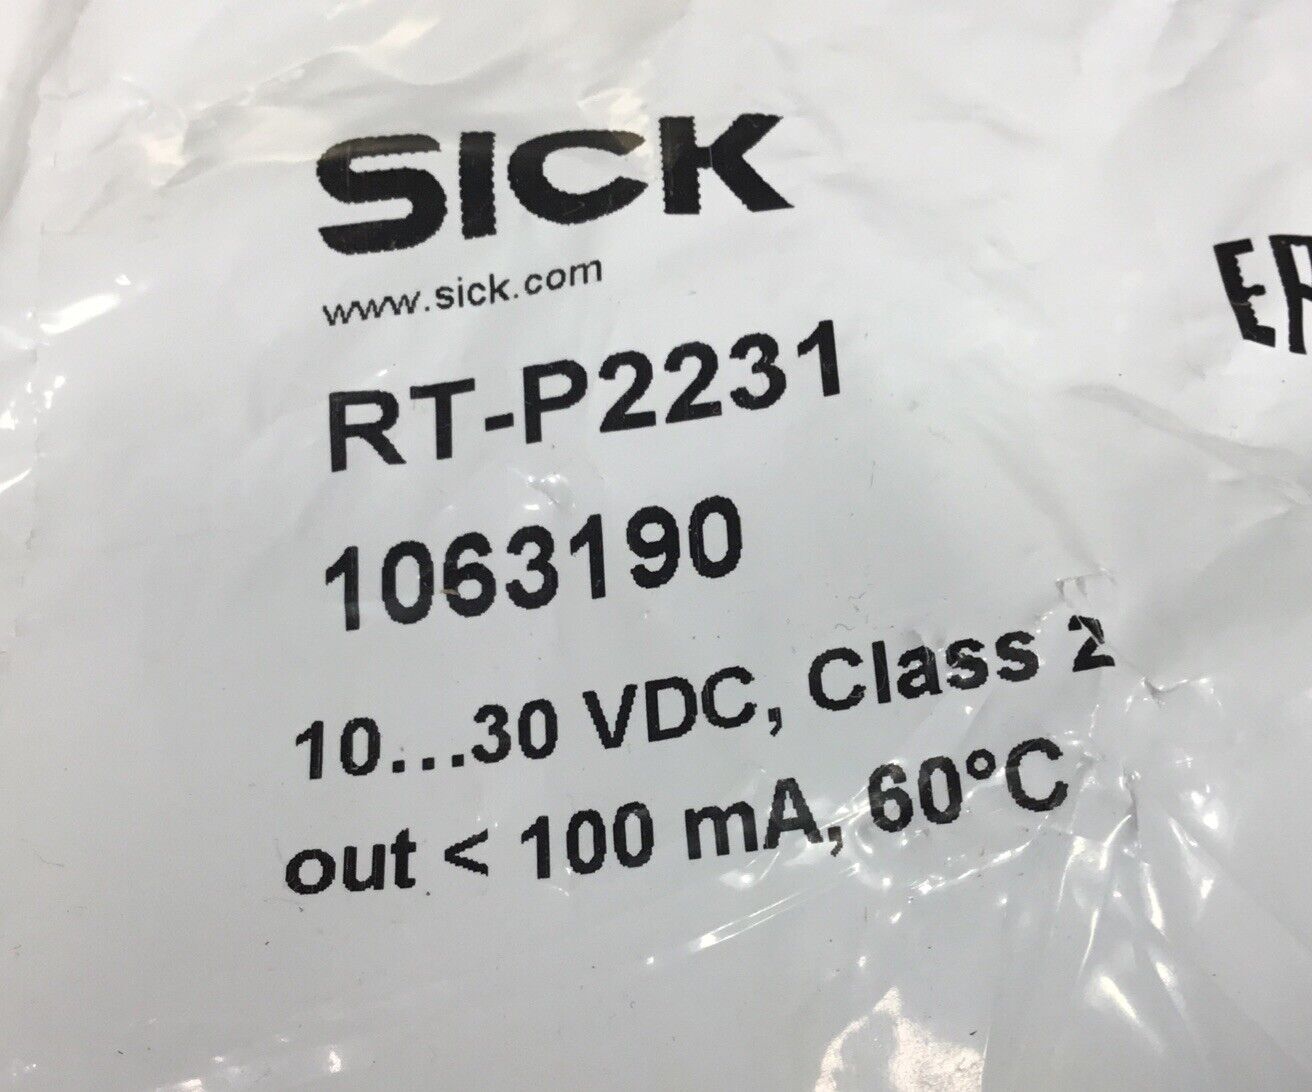 SICK
www.sick.com
RT-P2231
1063190
10...30 VDC, Class 2
out < 100 mA, 60°C